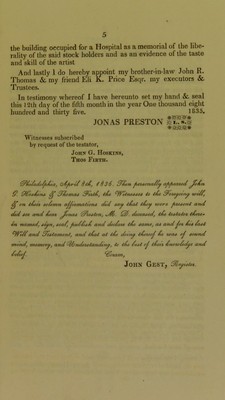 5
the building occupied for a Hospital as a memorial of the libe-
rality of the said stock holders and as an evidence of the taste
and skill of the artist
And lastly I do hereby appoint my brother-in-law John R.
Thomas & my friend Eli K. Price Esqr. my executors &
Trustees.
In testimony whereof I have hereunto set my hand & seal
this 12th day of the fifth month in the year One thousand eight
hundred and thirty five. 1835,
JONAS PRESTON L. S.
Witnesses subscribed
by request of the testator,
JOHN G. HOSKINS,
THOS FIRTH.
Philadelphia, April 8th, 1836. Then personally appeared John
G Hoskins & Thomas Firth, the Witnesses to the foregoing will,
& on their solemn affirmations did say that they were present and
did see and hear Jonas Preston, M. D. deceased, the testator there-
in named, sign, seal, publish and declare the same, as and for his last
Will and Testament, and that at the doing thereof he was of sound
mind, memory, and Understanding, to the best of their knowledge and
belief. Coram,
JOHN GEST, Register.